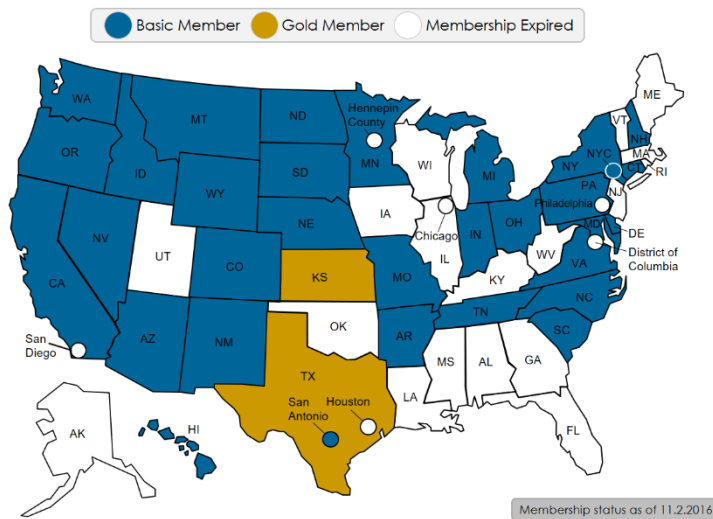 Basic Member
Gold Member
Membership Expired
WA
MT
ND
Hennepin
County
ME
VT
NH
OR
ID
MN
WI
NYC
MA
NY
CT
RI
SD
MI
WY
PA
NJ
Philadelphia
IA
NE
Chicago
IL
IN
OH
MD
DE
District of
Columbia
NV
UT
CO
WV
VA
CA
KS
MO
KY
NC
TN
San
Diego
AZ
NM
OK
AR
SC
MS
AL
GA
TX
San
Antonio
Houston
LA
AK
HI
FL
Membership status as of 11.2.2016